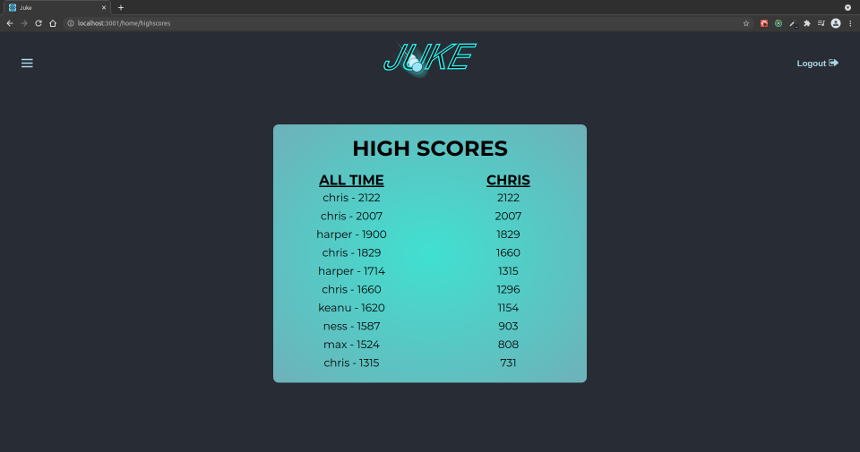 Juke
localhost:3001/home/highscores
JUKE
Logout
HIGH SCORES
ALL TIME
chris - 2122
chris - 2007
harper - 1900
chris - 1829
harper - 1714
chris - 1660
keanu - 1620
ness - 1587
max - 1524
chris - 1315
CHRIS
2122
2007
1829
1660
1315
1296
1154
903
808
731